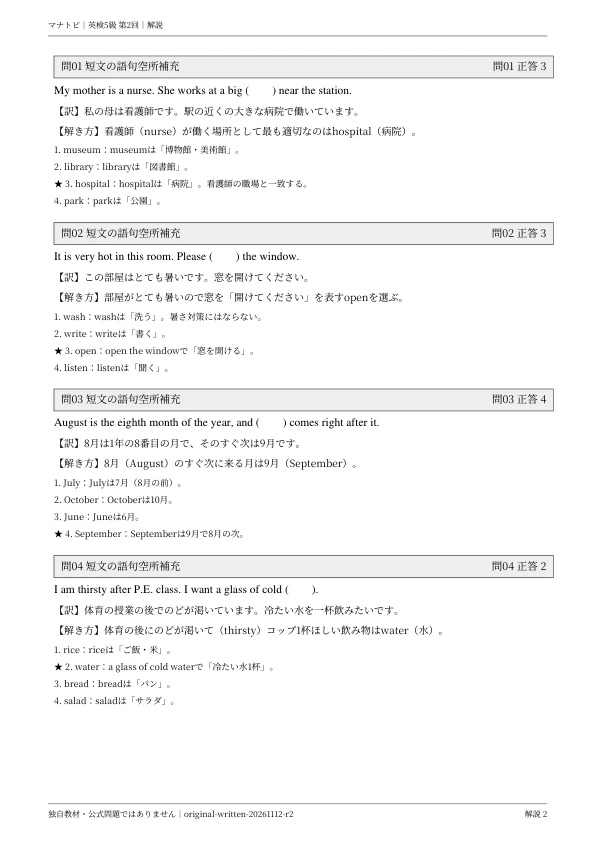 マナトビ｜英検5級 第2回｜解説
問01 短文の語句空所補充 問01 正答 3
My mother is a nurse. She works at a big (   ) near the station.
【訳】私の母は看護師です。駅の近くの大きな病院で働いています。
【解き方】看護師（nurse）が働く場所として最も適切なのはhospital（病院）。
1. museum：museumは「博物館・美術館」。
2. library：libraryは「図書館」。
★ 3. hospital：hospitalは「病院」。看護師の職場と一致する。
4. park：parkは「公園」。
問02 短文の語句空所補充 問02 正答 3
It is very hot in this room. Please (   ) the window.
【訳】この部屋はとても暑いです。窓を開けてください。
【解き方】部屋がとても暑いので窓を「開けてください」を表すopenを選ぶ。
1. wash：washは「洗う」。暑さ対策にはならない。
2. write：writeは「書く」。
★ 3. open：open the windowで「窓を開ける」。
4. listen：listenは「聞く」。
問03 短文の語句空所補充 問03 正答 4
August is the eighth month of the year, and (   ) comes right after it.
【訳】8月は1年の8番目の月で、そのすぐ次は9月です。
【解き方】8月（August）のすぐ次に来る月は9月（September）。
1. July：Julyは7月（8月の前）。
2. October：Octoberは10月。
3. June：Juneは6月。
★ 4. September：Septemberは9月で8月の次。
問04 短文の語句空所補充 問04 正答 2
I am thirsty after P.E. class. I want a glass of cold (   ).
【訳】体育の授業の後でのどが渇いています。冷たい水を一杯飲みたいです。
【解き方】体育の後にのどが渇いて（thirsty）コップ1杯ほしい飲み物はwater（水）。
1. rice：riceは「ご飯・米」。
★ 2. water：a glass of cold waterで「冷たい水1杯」。
3. bread：breadは「パン」。
4. salad：saladは「サラダ」。
独自教材・公式問題ではありません｜original-written-20261112-r2 解説 2